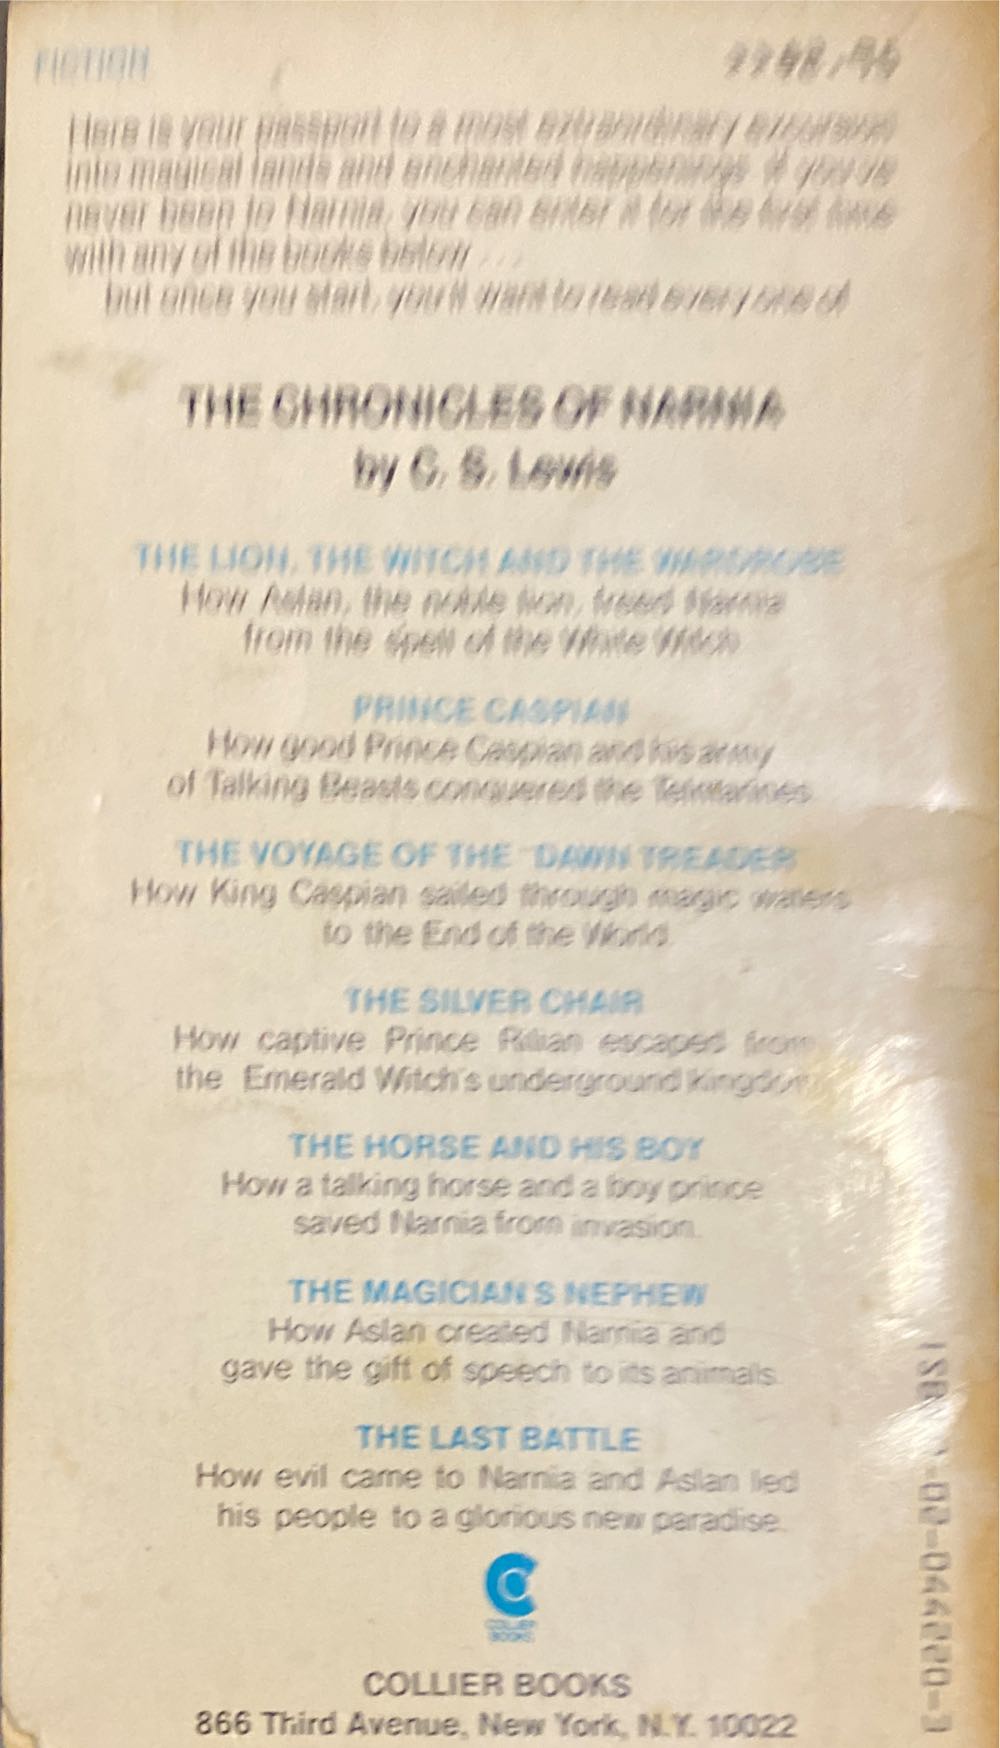 FICTION
Here is your passport to a most extraordinary excursion
into magical lands and enchanted happenings. If you've
never been to Narnia, you can enter it for the first time
with any of the books below . . .
but once you start, you'll want to read every one of
THE CHRONICLES OF NARNIA
by C. S. Lewis
THE LION, THE WITCH AND THE WARDROBE
How Aslan, the noble lion, freed Narnia
from the spell of the White Witch.
PRINCE CASPIAN
How good Prince Caspian and his army
of Talking Beasts conquered the Telmarines.
THE VOYAGE OF THE "DAWN TREADER"
How King Caspian sailed through magic waters
to the End of the World.
THE SILVER CHAIR
How captive Prince Rilian escaped from
the Emerald Witch's underground kingdom
THE HORSE AND HIS BOY
How a talking horse and a boy prince
saved Narnia from invasion.
THE MAGICIAN'S NEPHEW
How Aslan created Narnia and
gave the gift of speech to its animals.
THE LAST BATTLE
How evil came to Narnia and Aslan led
his people to a glorious new paradise.
COLLIER
BOOKS
COLLIER BOOKS
866 Third Avenue, New York, N.Y. 10022